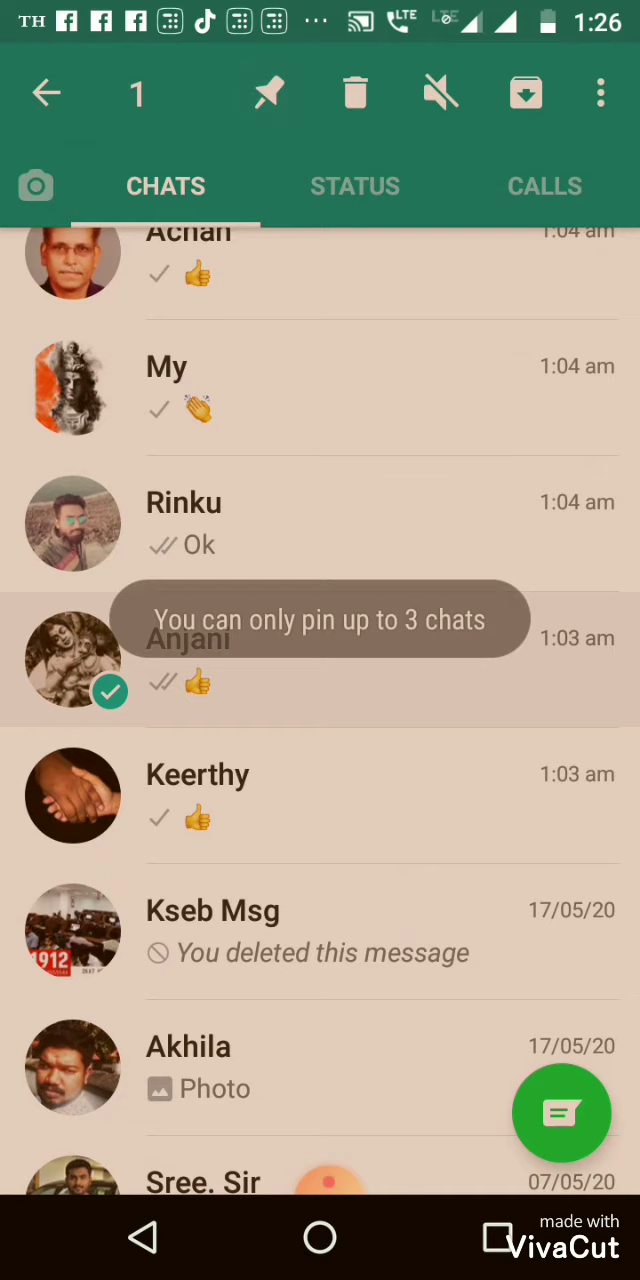 TH LTE LTE 1:26
1
CHATS STATUS CALLS
Achan 1:04 am
My 1:04 am
Rinku 1:04 am
Ok
You can only pin up to 3 chats
Anjani 1:03 am
Keerthy 1:03 am
Kseb Msg 17/05/20
1912
You deleted this message
Akhila 17/05/20
Photo
Sree. Sir 07/05/20
made with
VivaCut